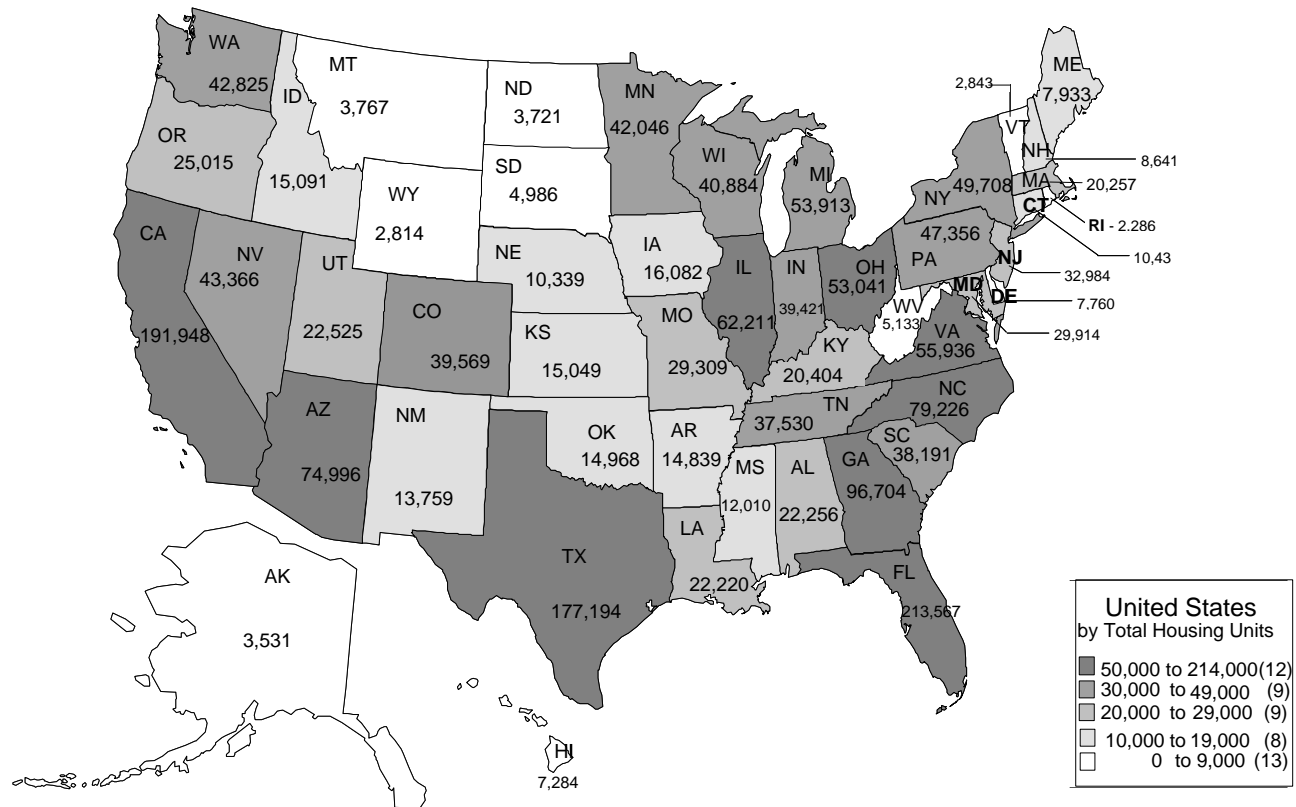 WA
42,825
ID
15,091
MT
3,767
ND
3,721
MN
42,046
OR
25,015
WY
2,814
SD
4,986
WI
40,884
MI
53,913
2,843
VT
ME
7,933
NH
8,641
MA
20,257
NY
49,708
CT
RI - 2.286
10,43
CA
191,948
NV
43,366
UT
22,525
CO
39,569
NE
10,339
IA
16,082
IL
62,211
IN
39,421
OH
53,041
PA
47,356
NJ
32,984
MD
DE
7,760
29,914
WV
5,133
VA
55,936
KS
15,049
MO
29,309
KY
20,404
AZ
74,996
NM
13,759
OK
14,968
AR
14,839
TN
37,530
NC
79,226
SC
38,191
MS
12,010
AL
22,256
GA
96,704
LA
22,220
TX
177,194
FL
213,567
AK
3,531
HI
7,284
United States
by Total Housing Units
50,000 to 214,000(12)
30,000 to 49,000 (9)
20,000 to 29,000 (9)
10,000 to 19,000 (8)
0 to 9,000 (13)